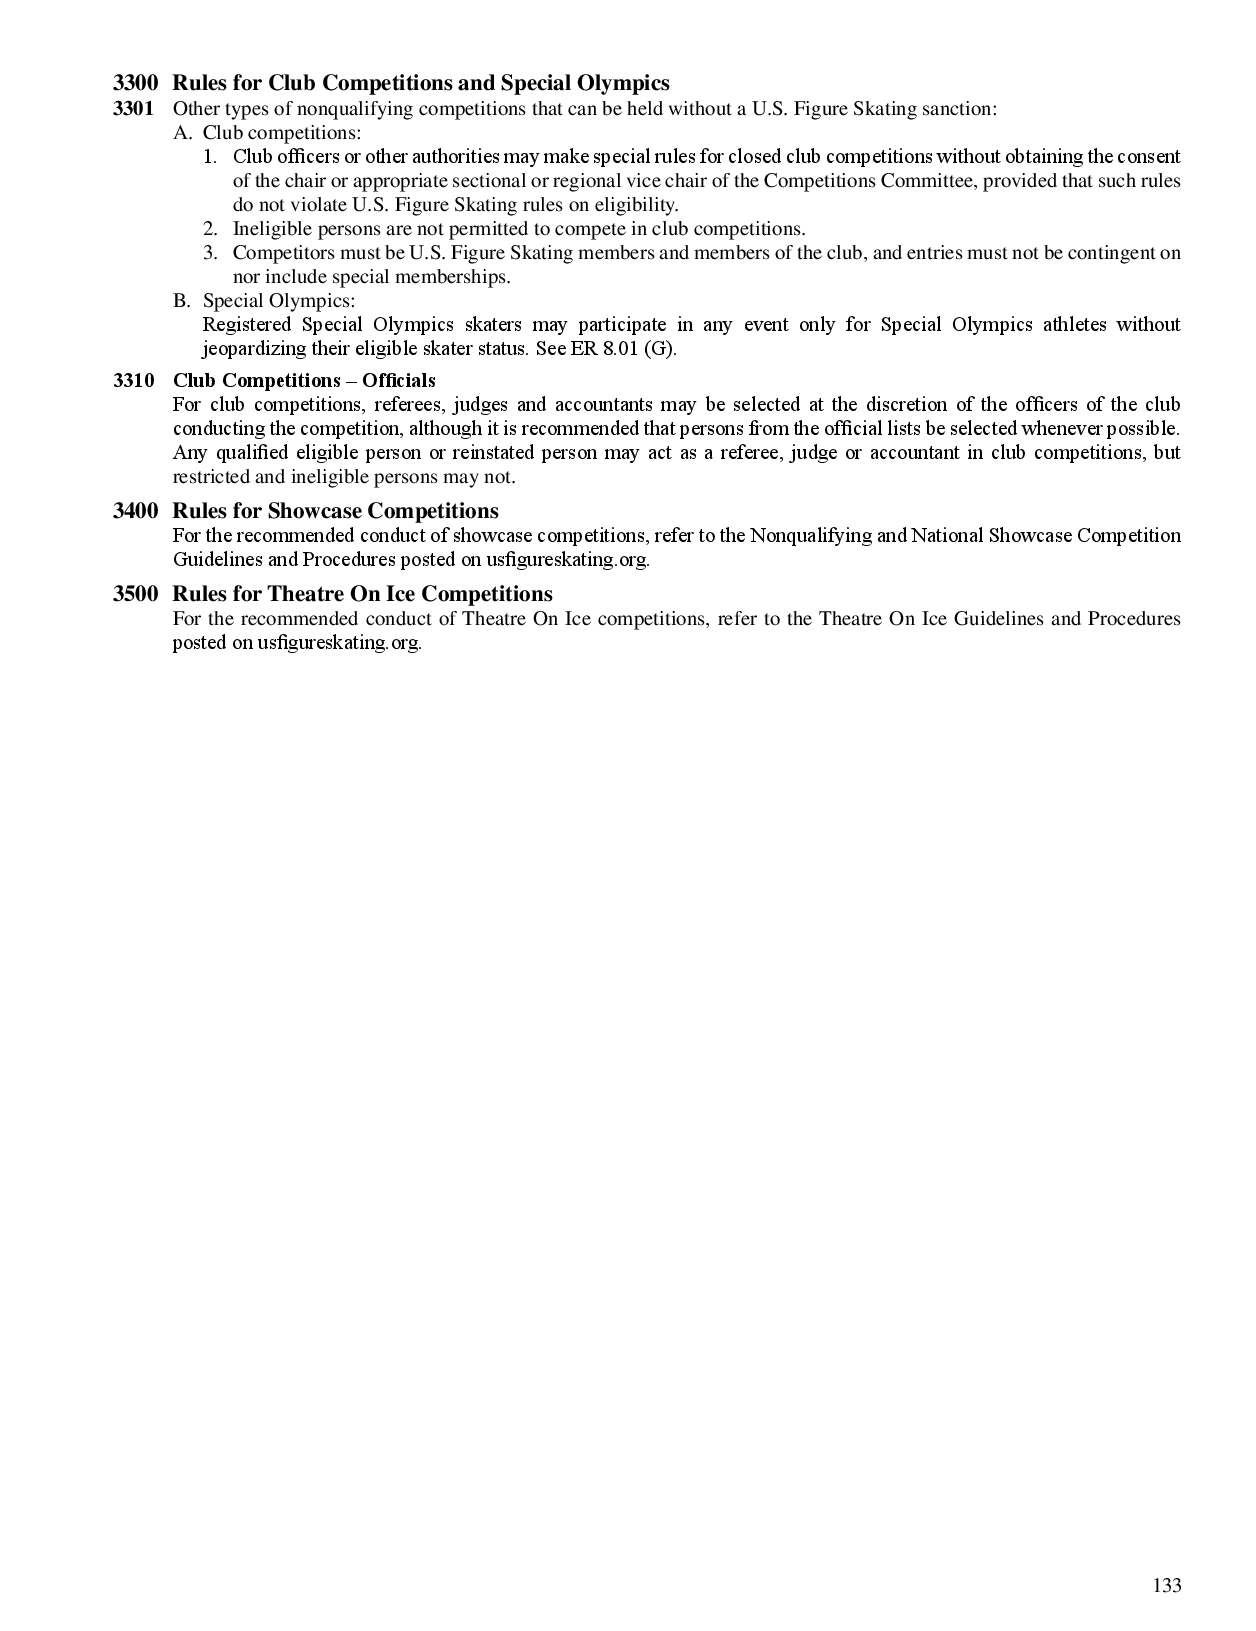 3300 Rules for Club Competitions and Special Olympics
3301 Other types of nonqualifying competitions that can be held without a U.S. Figure Skating sanction:
A. Club competitions:
1. Club officers or other authorities may make special rules for closed club competitions without obtaining the consent
of the chair or appropriate sectional or regional vice chair of the Competitions Committee, provided that such rules
do not violate U.S. Figure Skating rules on eligibility.
2. Ineligible persons are not permitted to compete in club competitions.
3. Competitors must be U.S. Figure Skating members and members of the club, and entries must not be contingent on
nor include special memberships.
B. Special Olympics:
Registered Special Olympics skaters may participate in any event only for Special Olympics athletes without
jeopardizing their eligible skater status. See ER 8.01 (G).
3310 Club Competitions – Officials
For club competitions, referees, judges and accountants may be selected at the discretion of the officers of the club
conducting the competition, although it is recommended that persons from the official lists be selected whenever possible.
Any qualified eligible person or reinstated person may act as a referee, judge or accountant in club competitions, but
restricted and ineligible persons may not.
3400 Rules for Showcase Competitions
For the recommended conduct of showcase competitions, refer to the Nonqualifying and National Showcase Competition
Guidelines and Procedures posted on usfigureskating.org.
3500 Rules for Theatre On Ice Competitions
For the recommended conduct of Theatre On Ice competitions, refer to the Theatre On Ice Guidelines and Procedures
posted on usfigureskating.org.
133